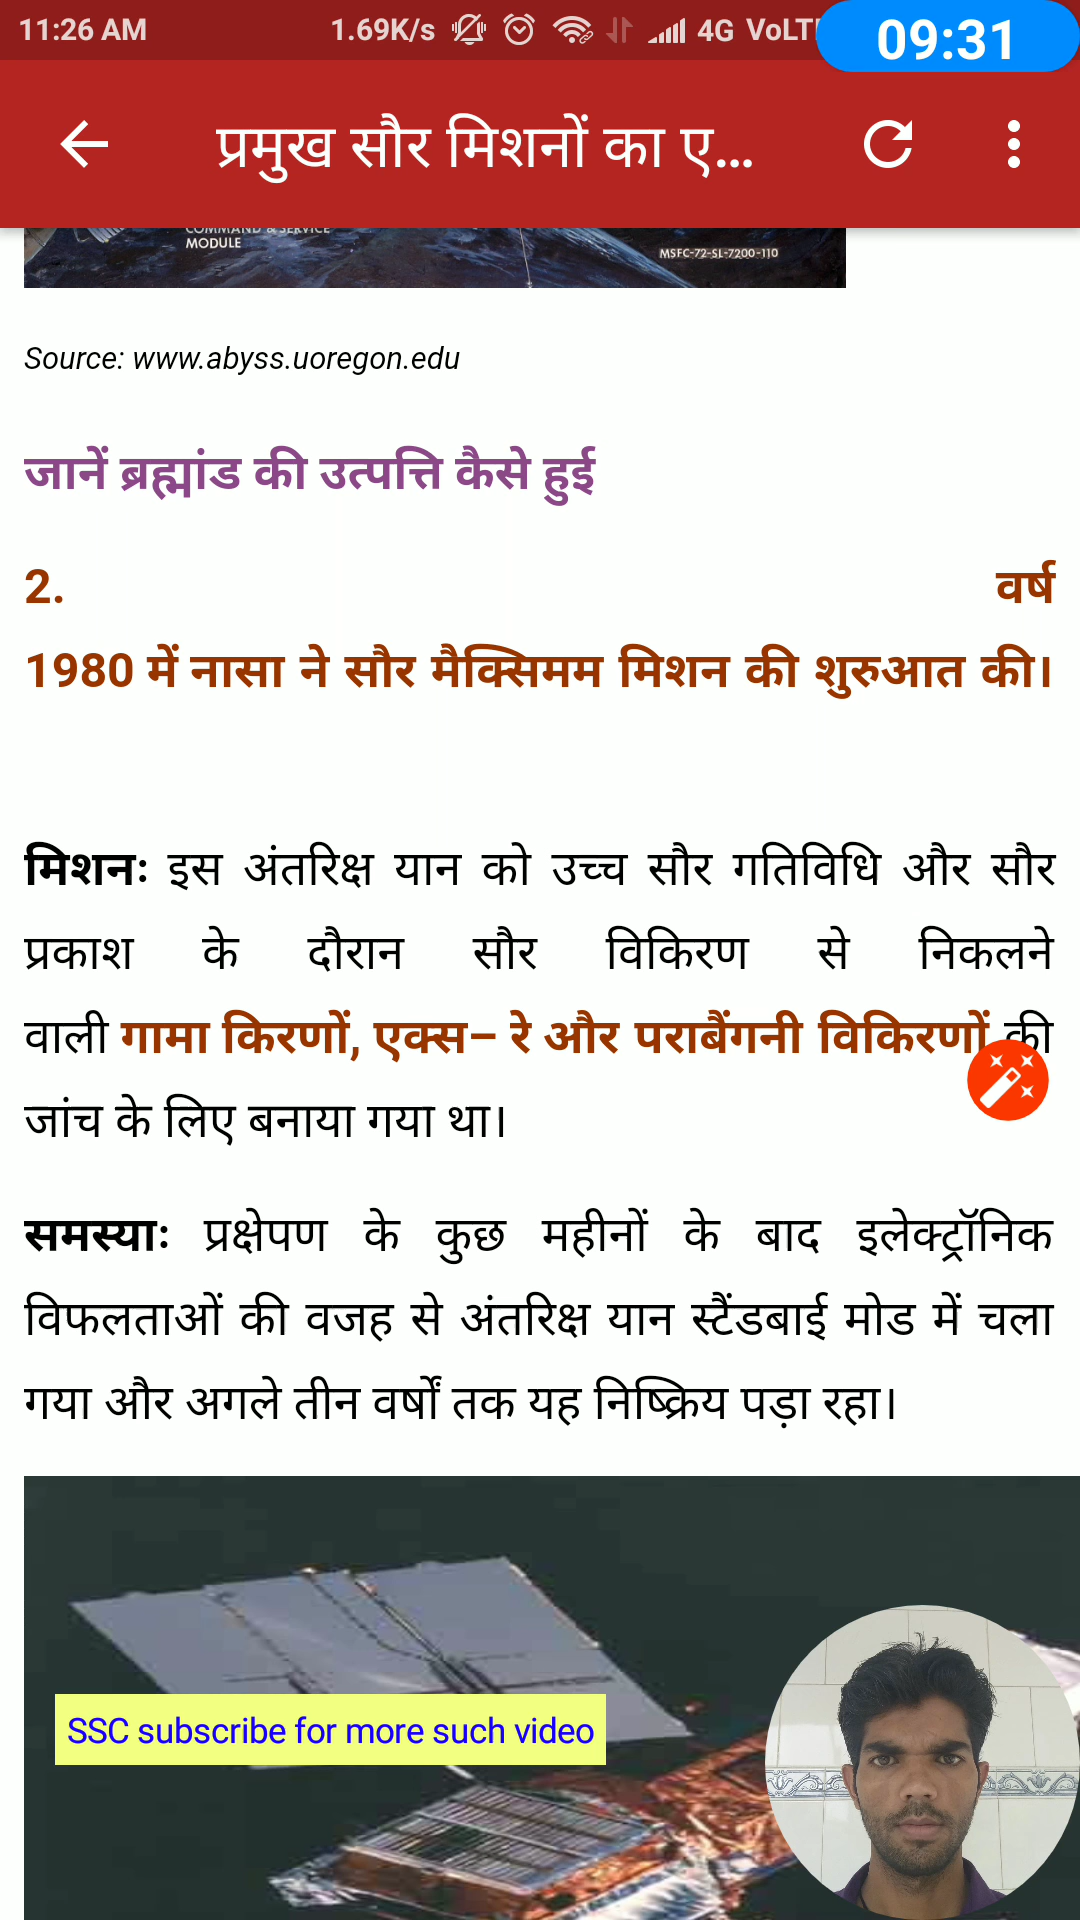 11:26 AM 1.69K/s 4G VoLT 09:31
प्रमुख सौर मिशनों का ए...
COMMAND & SERVICE
MODULE
MSFC-72-SL-7200-110
Source: www.abyss.uoregon.edu
जानें ब्रह्मांड की उत्पत्ति कैसे हुई
2. वर्ष
1980 में नासा ने सौर मैक्सिमम मिशन की शुरुआत की।
मिशनः इस अंतरिक्ष यान को उच्च सौर गतिविधि और सौर
प्रकाश के दौरान सौर विकिरण से निकलने
वाली गामा किरणों, एक्स– रे और पराबैंगनी विकिरणों की
जांच के लिए बनाया गया था।
समस्याः प्रक्षेपण के कुछ महीनों के बाद इलेक्ट्रॉनिक
विफलताओं की वजह से अंतरिक्ष यान स्टैंडबाई मोड में चला
गया और अगले तीन वर्षों तक यह निष्क्रिय पड़ा रहा।
SSC subscribe for more such video